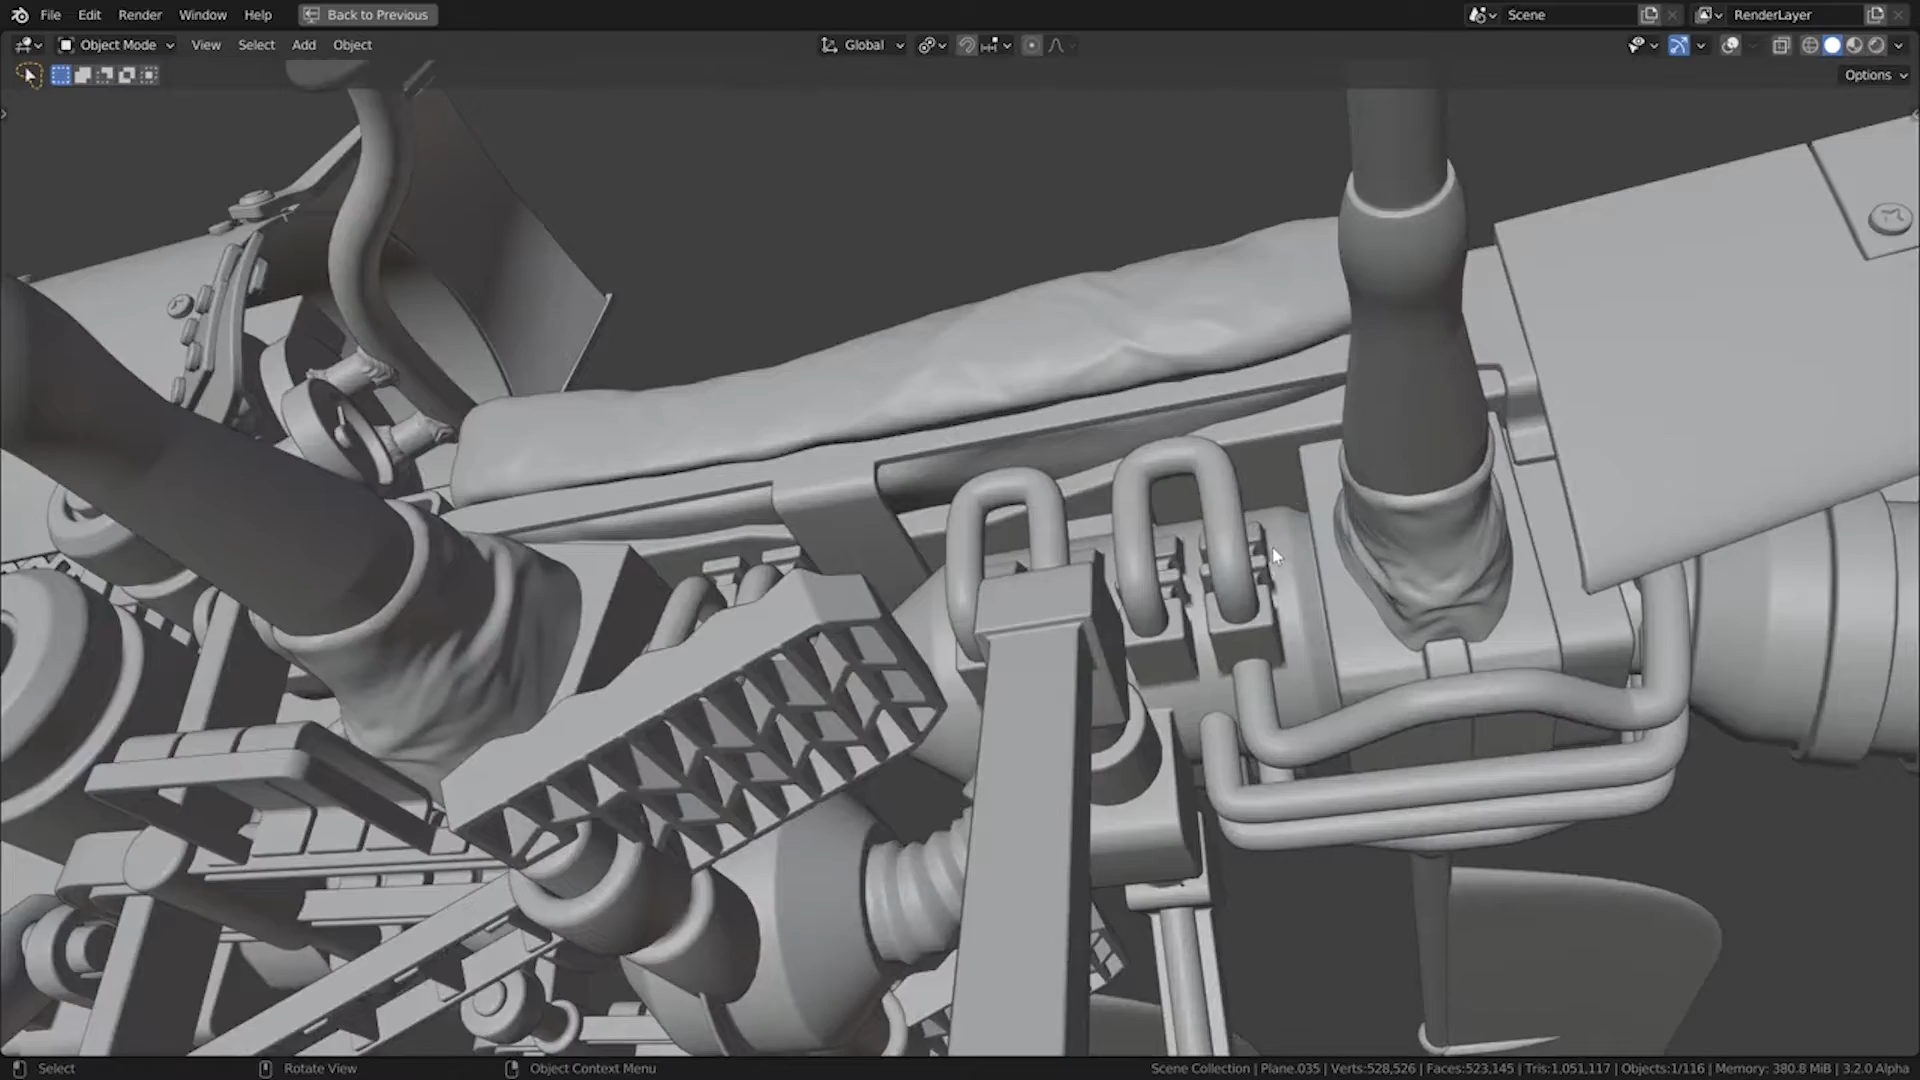 File Edit Render Window Help Back to Previous Scene RenderLayer
Object Mode View Select Add Object Global
Options
Select Rotate View Object Context Menu Scene Collection | Plane.035 | Verts:528,526 | Faces:523,145 | Tris:1,051,117 | Objects:1/116 | Memory: 380.8 MiB | 3.2.0 Alpha